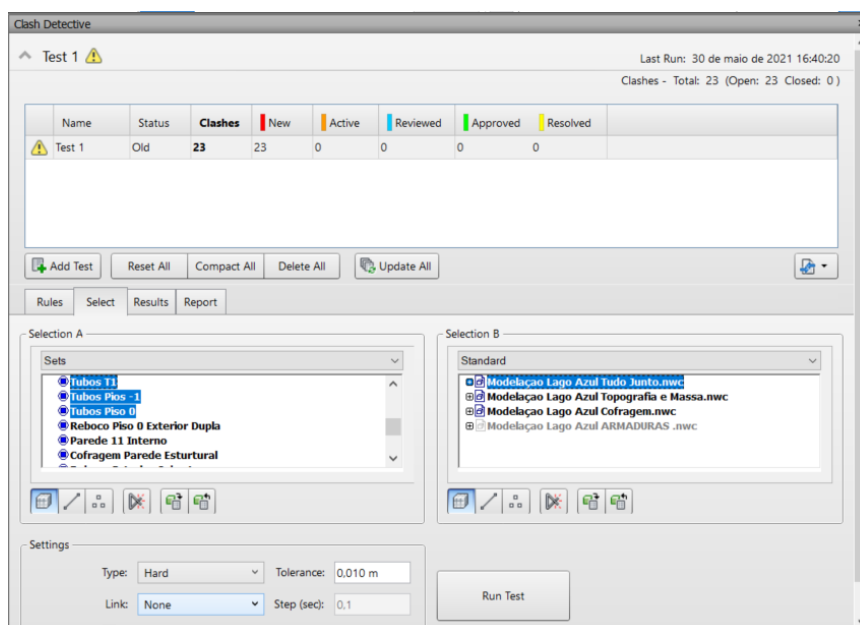 Clash Detective
Test 1
Last Run: 30 de maio de 2021 16:40:20
Clashes - Total: 23 (Open: 23 Closed: 0 )
Name Status Clashes New Active Reviewed Approved Resolved
Test 1 Old 23 23 0 0 0 0
Add Test Reset All Compact All Delete All Update All
Rules Select Results Report
Selection A
Sets
Tubos T1
Tubos Pios -1
Tubos Piso 0
Reboco Piso 0 Exterior Dupla
Parede 11 Interno
Cofragem Parede Esturtural
Selection B
Standard
Modelaçao Lago Azul Tudo Junto.nwc
Modelaçao Lago Azul Topografia e Massa.nwc
Modelaçao Lago Azul Cofragem.nwc
Modelaçao Lago Azul ARMADURAS .nwc
Settings
Type: Hard Tolerance: 0,010 m
Link: None Step (sec): 0,1
Run Test